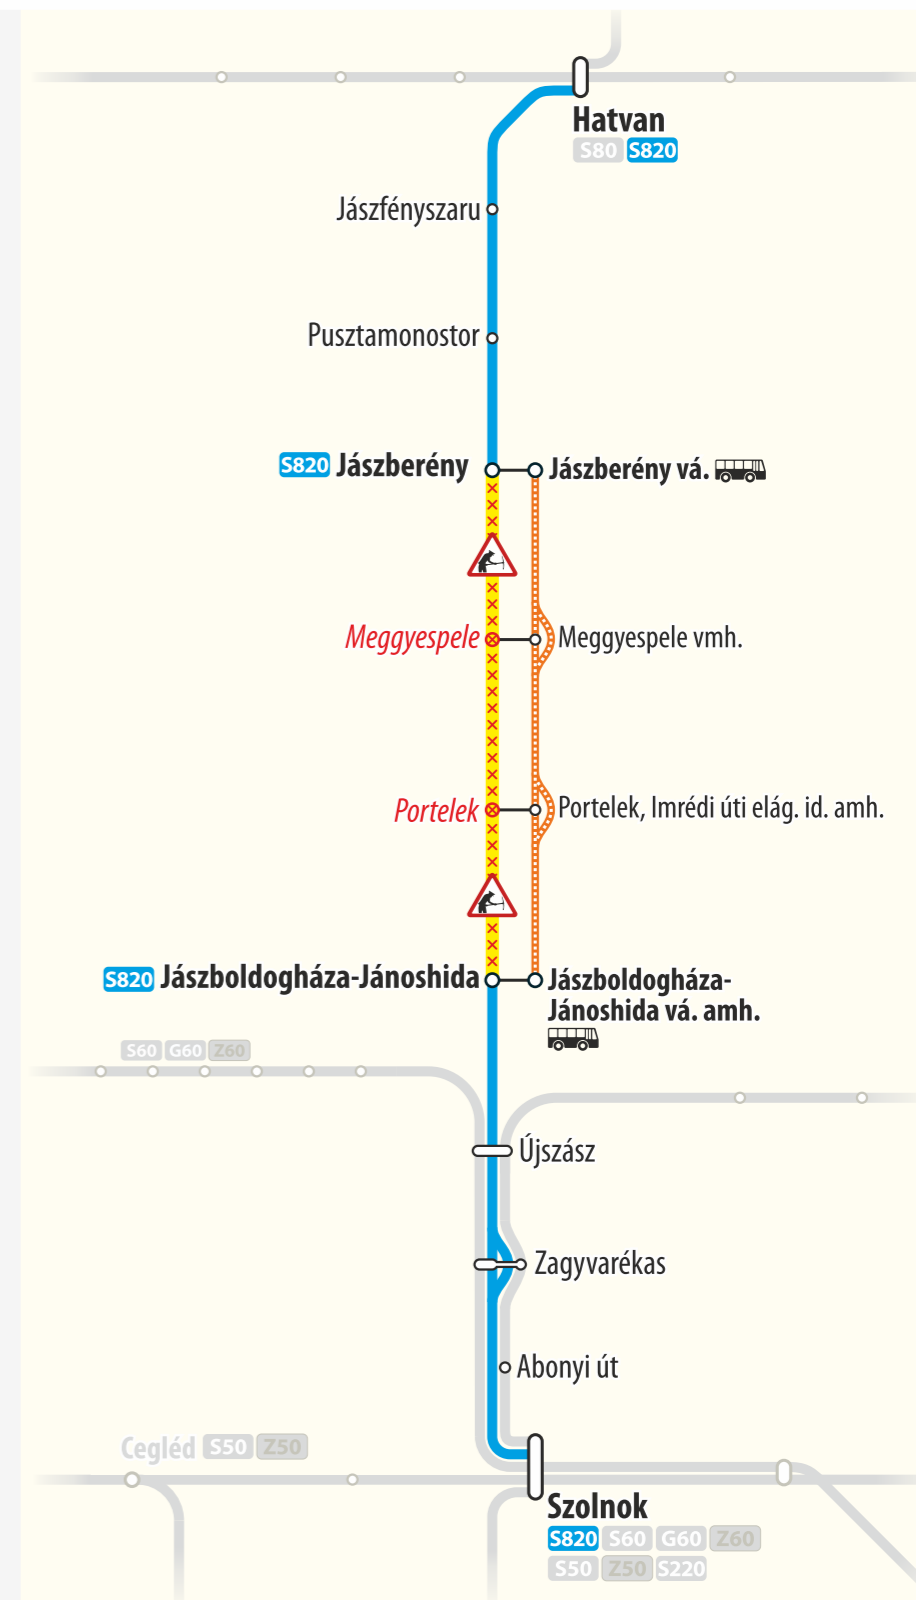 Hatvan
S80 S820
Jászfényszaru
Pusztamonostor
S820 Jászberény
Jászberény vá.
Meggyespele
Meggyespele vmh.
Portelek
Portelek, Imrédi úti elág. id. amh.
S820 Jászboldogháza-Jánoshida
Jászboldogháza-
Jánoshida vá. amh.
S60 G60 Z60
Újszász
Zagyvarékas
Abonyi út
Cegléd S50 Z50
Szolnok
S820 S60 G60 Z60
S50 Z50 S220